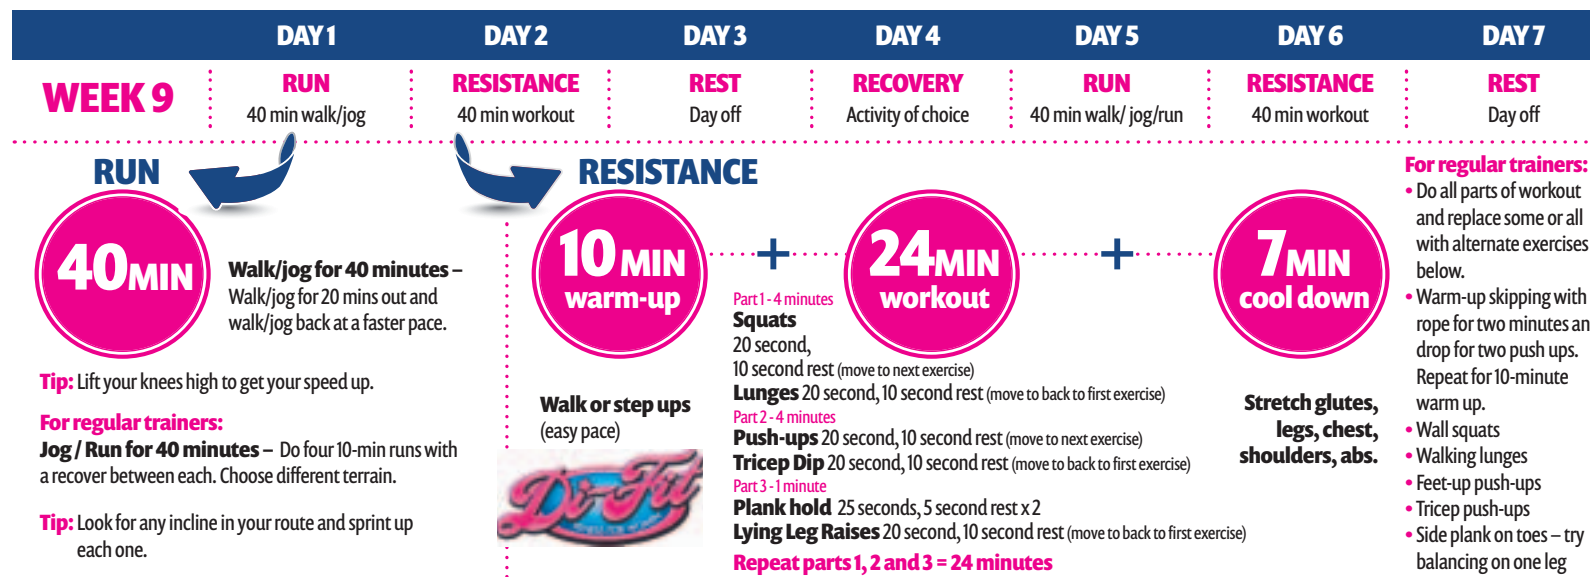 DAY 1 DAY 2 DAY 3 DAY 4 DAY 5 DAY 6 DAY 7
WEEK 9
RUN
40 min walk/jog
RESISTANCE
40 min workout
REST
Day off
RECOVERY
Activity of choice
RUN
40 min walk/ jog/run
RESISTANCE
40 min workout
REST
Day off
RUN
40 MIN
Walk/jog for 40 minutes –
Walk/jog for 20 mins out and
walk/jog back at a faster pace.
Tip: Lift your knees high to get your speed up.
For regular trainers:
Jog / Run for 40 minutes – Do four 10-min runs with
a recover between each. Choose different terrain.
Tip: Look for any incline in your route and sprint up
each one.
RESISTANCE
10 MIN
warm-up
Walk or step ups
(easy pace)
Di-Fit
+
24 MIN
workout
Part 1 - 4 minutes
Squats
20 second,
10 second rest (move to next exercise)
Lunges 20 second, 10 second rest (move to back to first exercise)
Part 2 - 4 minutes
Push-ups 20 second, 10 second rest (move to next exercise)
Tricep Dip 20 second, 10 second rest (move to back to first exercise)
Part 3 - 1 minute
Plank hold 25 seconds, 5 second rest x 2
Lying Leg Raises 20 second, 10 second rest (move to back to first exercise)
Repeat parts 1, 2 and 3 = 24 minutes
+
7 MIN
cool down
Stretch glutes,
legs, chest,
shoulders, abs.
For regular trainers:
• Do all parts of workout
and replace some or all
with alternate exercises
below.
• Warm-up skipping with
rope for two minutes an
drop for two push ups.
Repeat for 10-minute
warm up.
• Wall squats
• Walking lunges
• Feet-up push-ups
• Tricep push-ups
• Side plank on toes – try
balancing on one leg